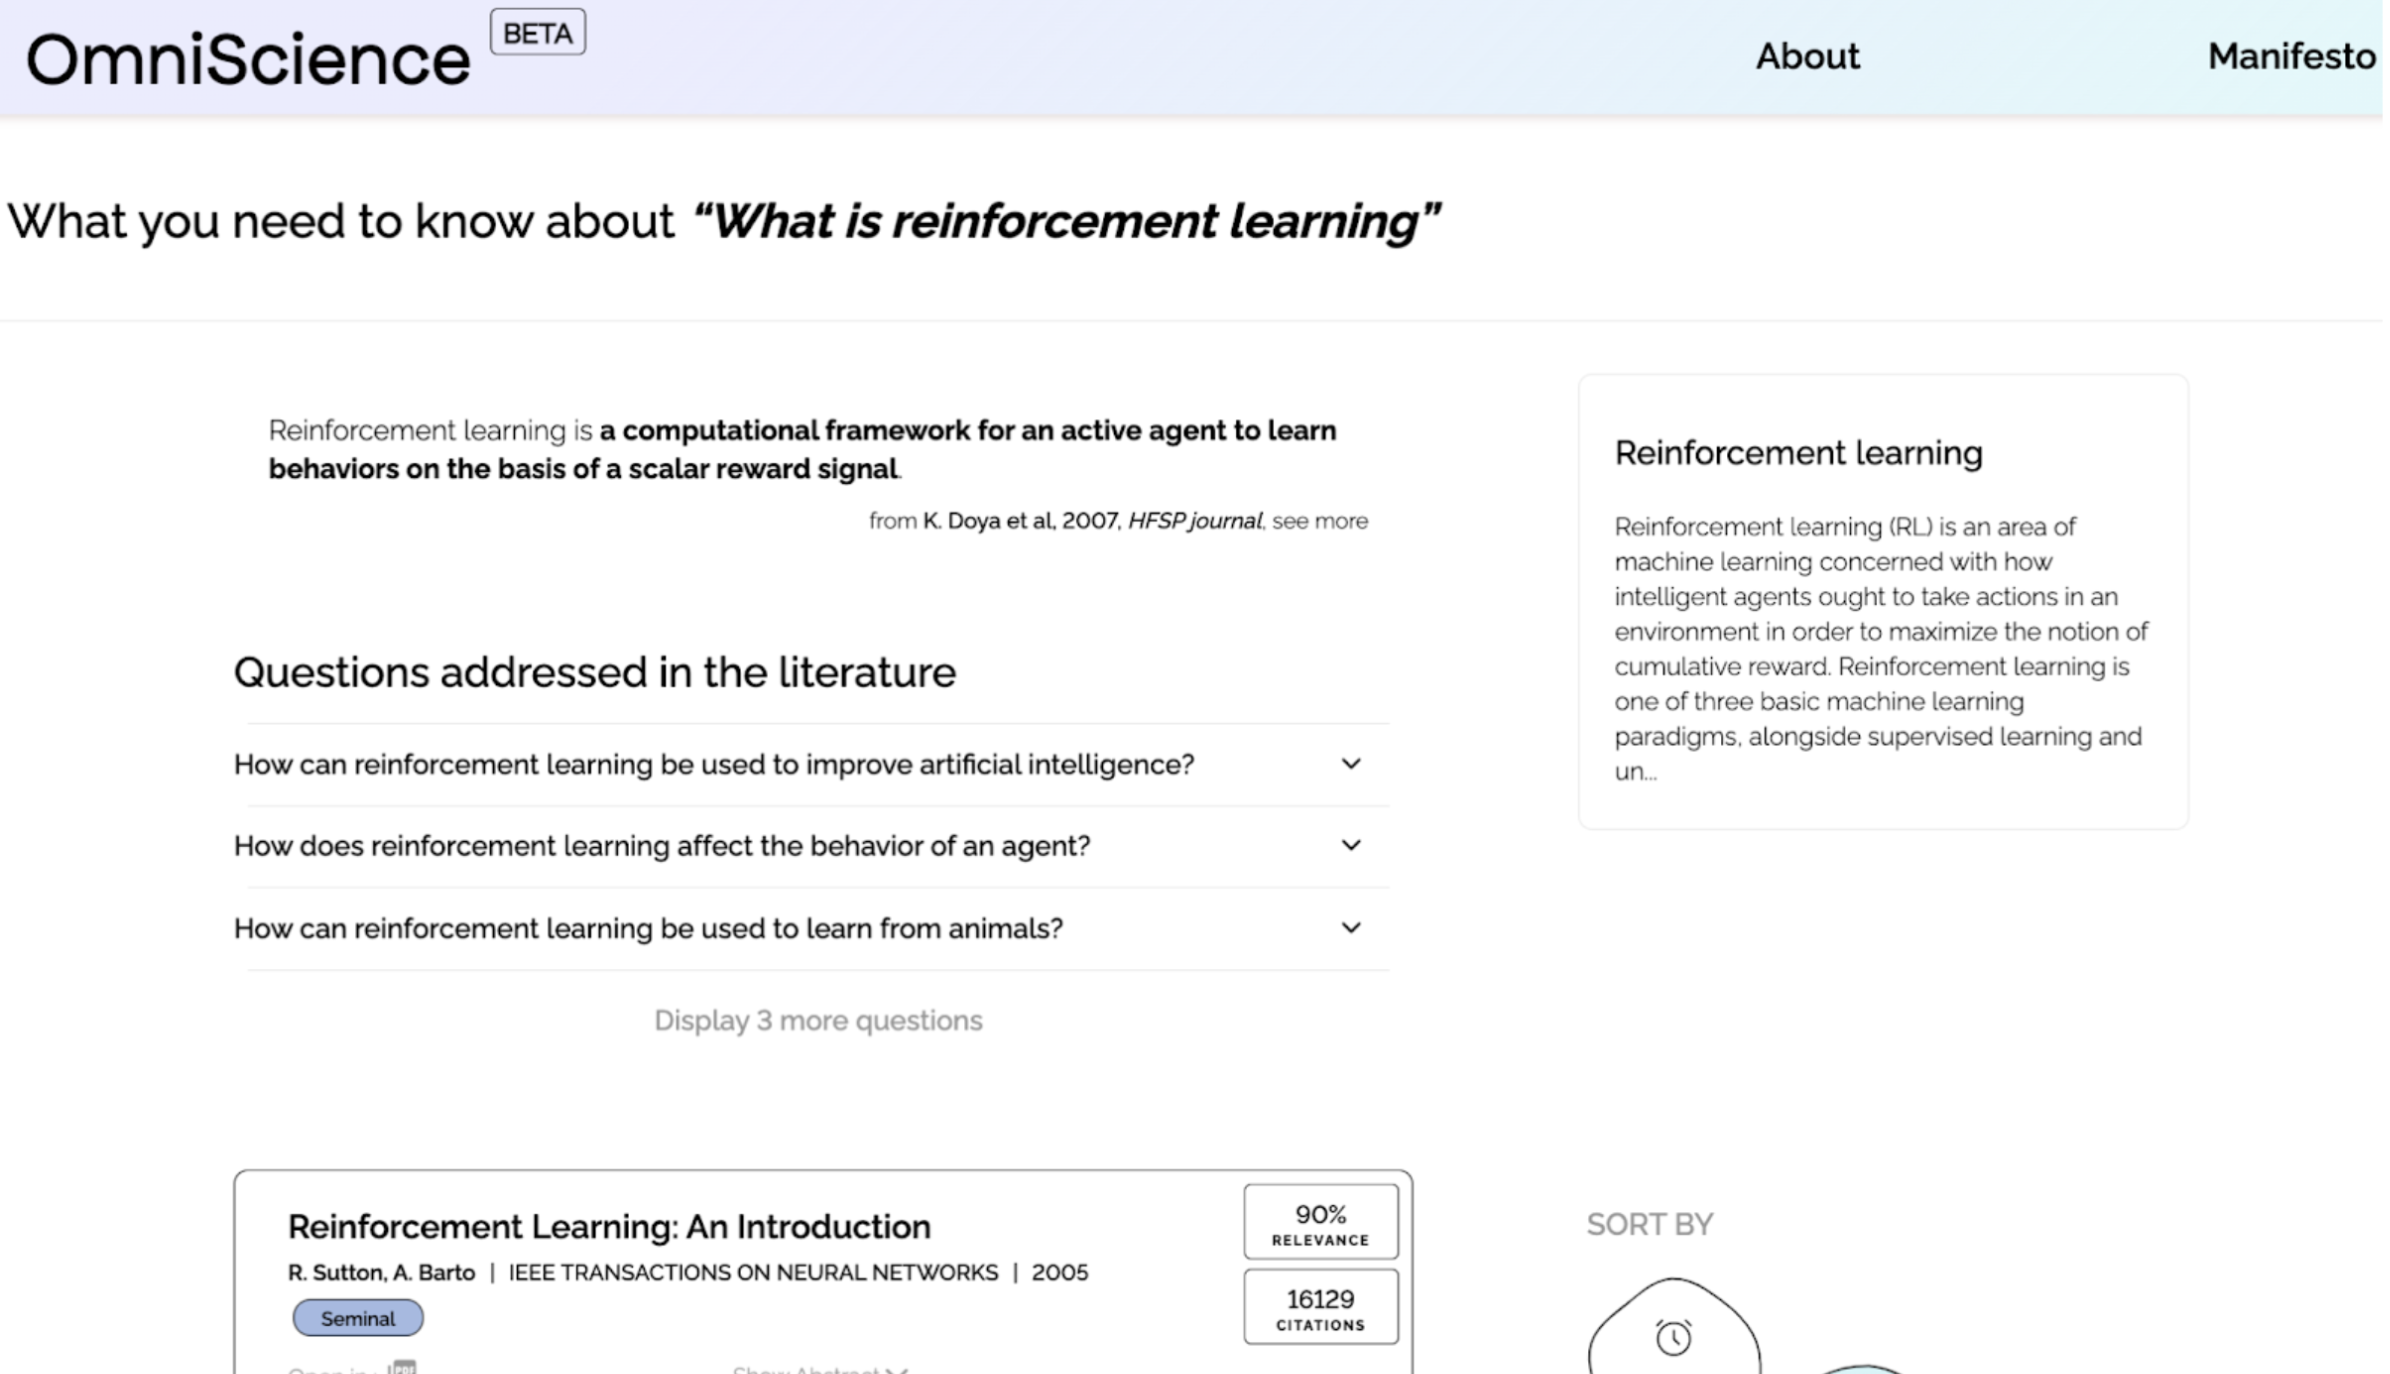 OmniScience BETA
About
Manifesto
What you need to know about “What is reinforcement learning”
Reinforcement learning is a computational framework for an active agent to learn
behaviors on the basis of a scalar reward signal.
from K. Doya et al, 2007, HFSP journal, see more
Reinforcement learning
Reinforcement learning (RL) is an area of
machine learning concerned with how
intelligent agents ought to take actions in an
environment in order to maximize the notion of
cumulative reward. Reinforcement learning is
one of three basic machine learning
paradigms, alongside supervised learning and
un...
Questions addressed in the literature
How can reinforcement learning be used to improve artificial intelligence?
How does reinforcement learning affect the behavior of an agent?
How can reinforcement learning be used to learn from animals?
Display 3 more questions
Reinforcement Learning: An Introduction
R. Sutton, A. Barto | IEEE TRANSACTIONS ON NEURAL NETWORKS | 2005
Seminal
90%
RELEVANCE
16129
CITATIONS
Show Abstract
SORT BY